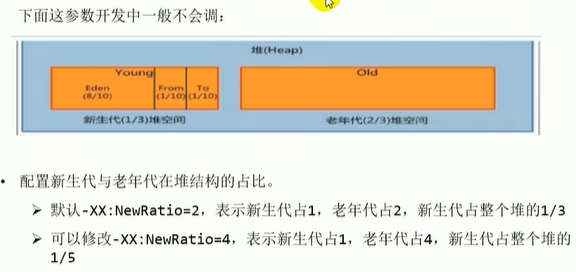 下面这参数开发中一般不会调：
堆(Heap)
Young
Old
Eden
(8/10)
From
(1/10)
To
(1/10)
新生代(1/3)堆空间
老年代(2/3)堆空间
• 配置新生代与老年代在堆结构的占比。
➢ 默认-XX:NewRatio=2，表示新生代占1，老年代占2，新生代占整个堆的1/3
➢ 可以修改-XX:NewRatio=4，表示新生代占1，老年代占4，新生代占整个堆的
1/5